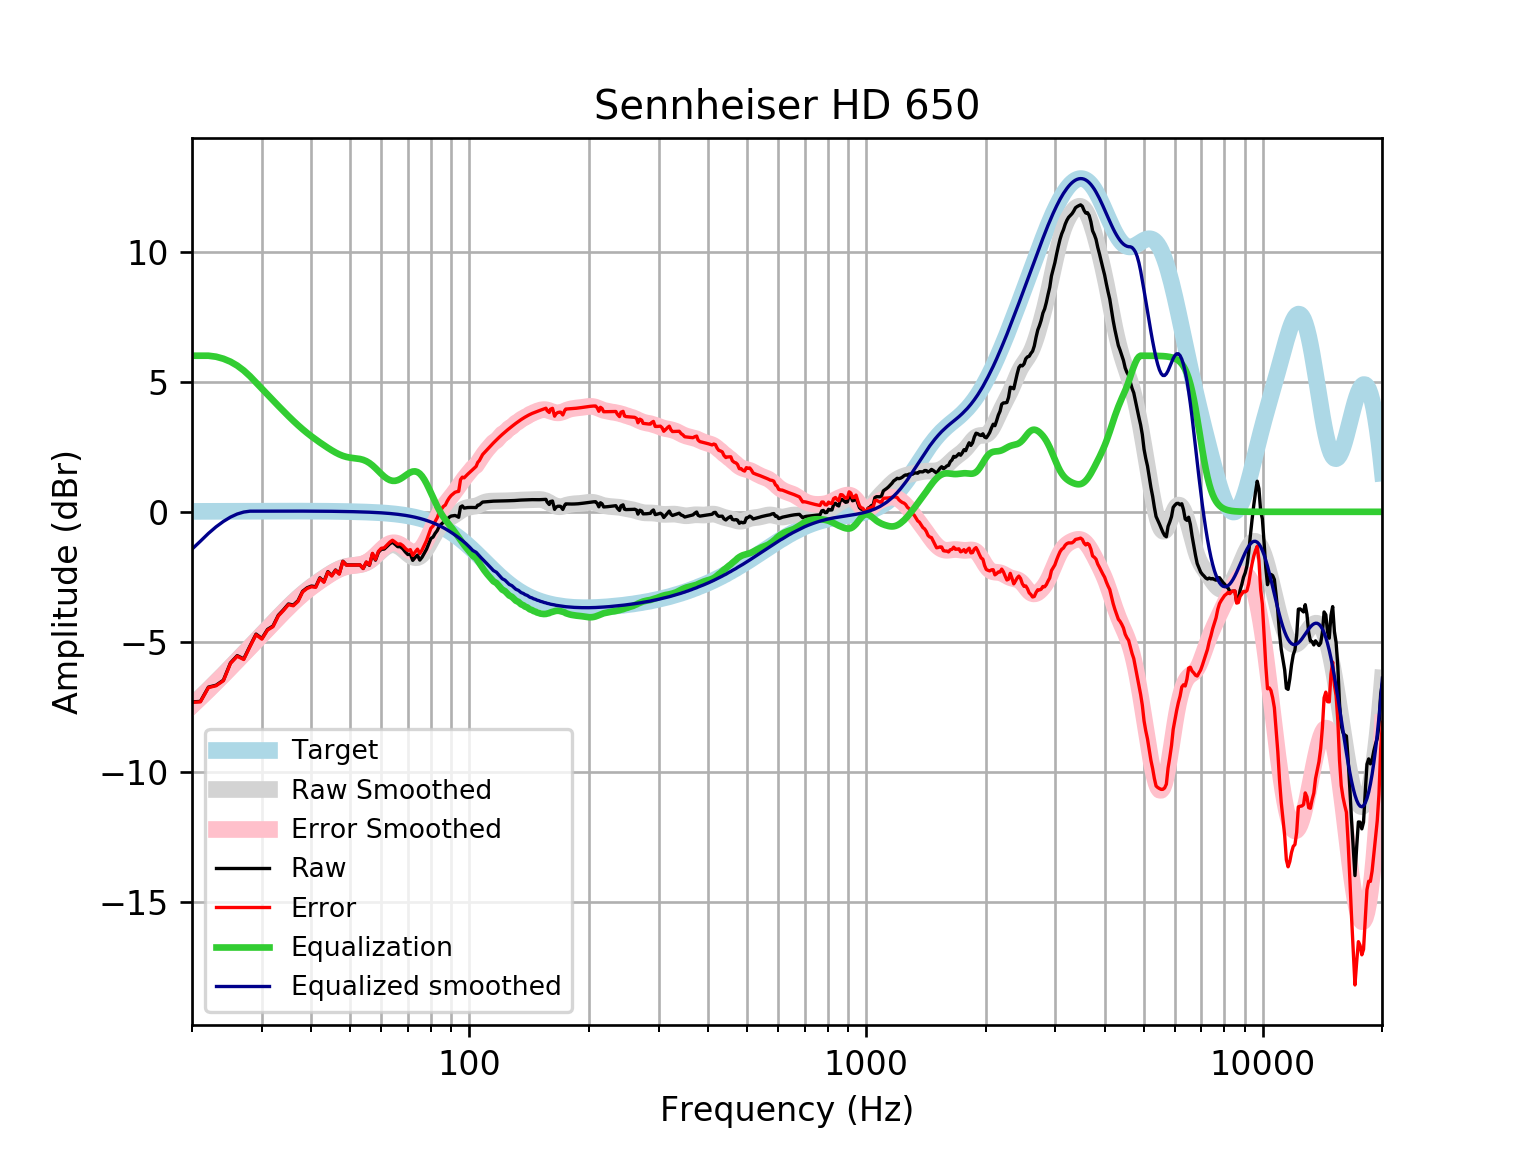 Sennheiser HD 650
Amplitude (dBr)
10
5
0
−5
−10
−15
Target
Raw Smoothed
Error Smoothed
Raw
Error
Equalization
Equalized smoothed
100 1000 10000
Frequency (Hz)